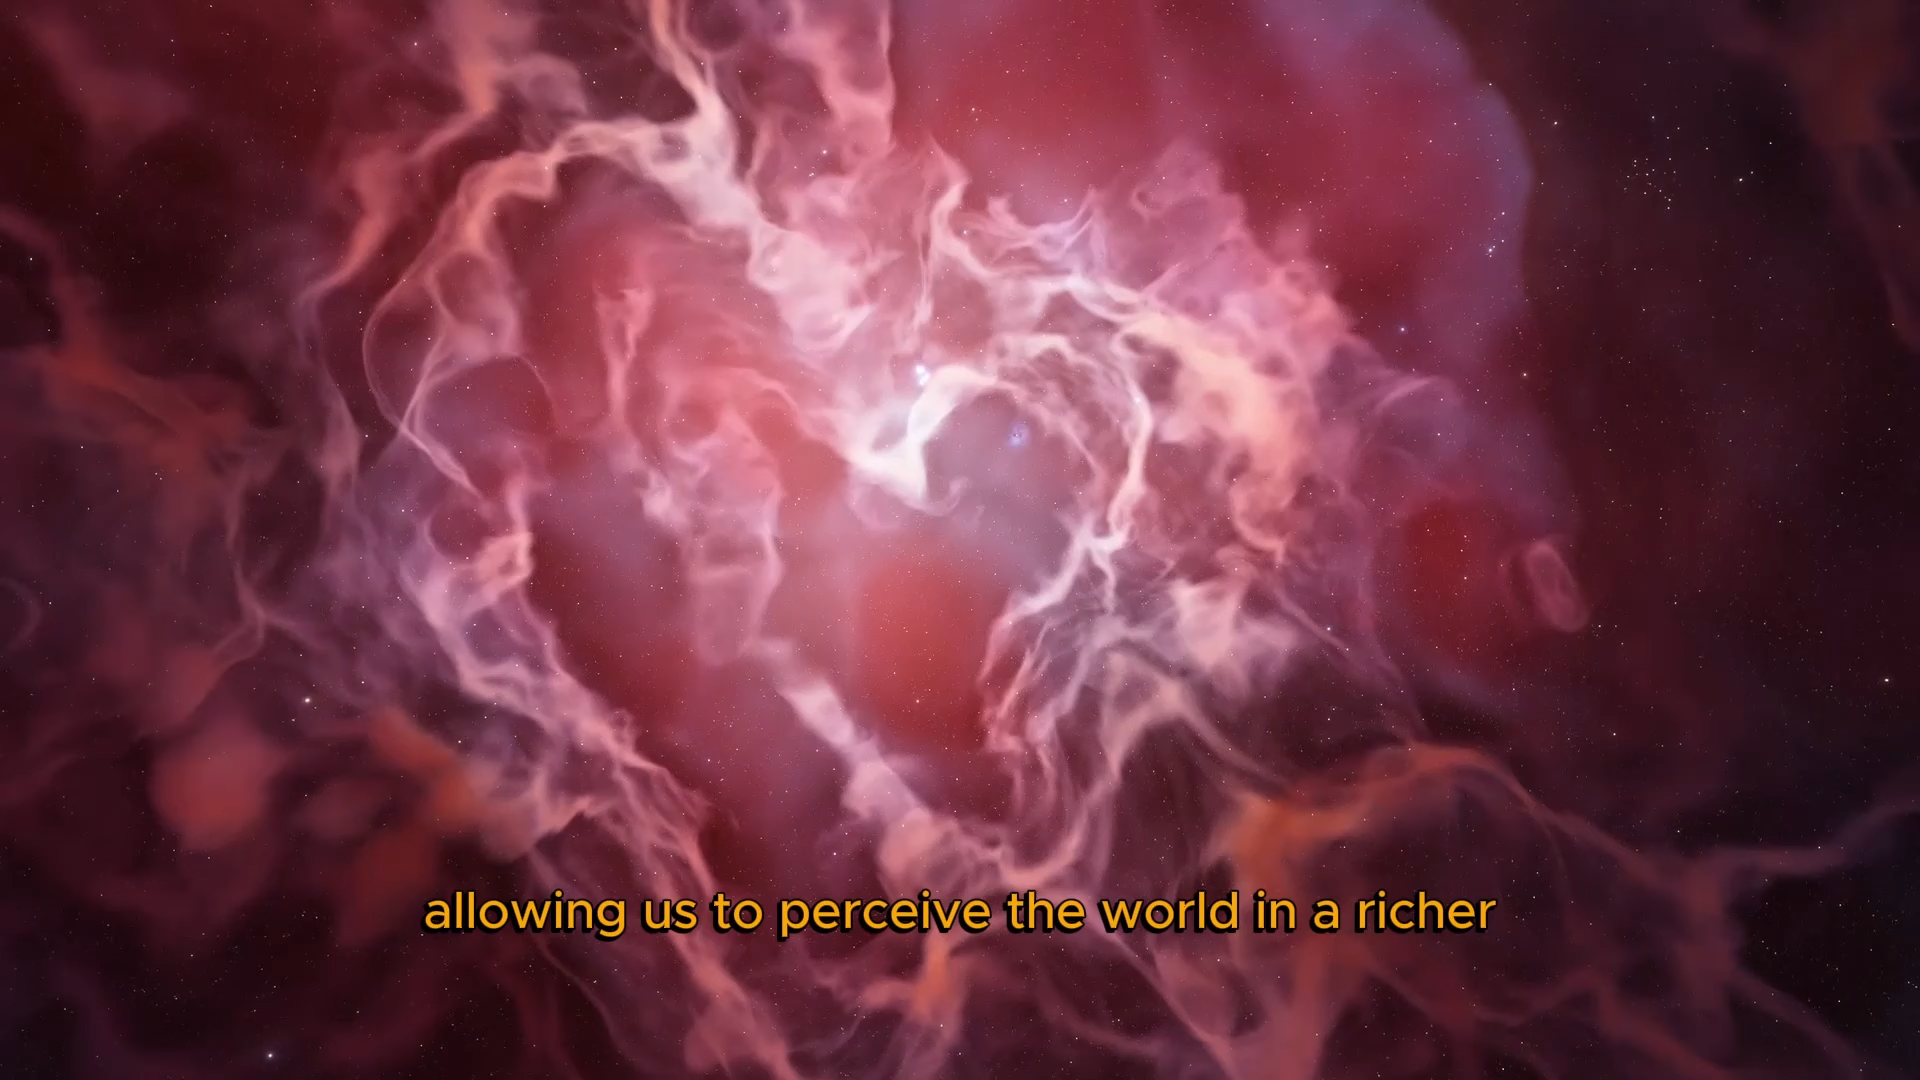 allowing us to perceive the world in a richer